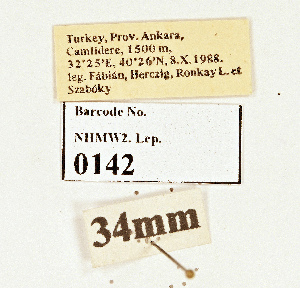 Turkey, Prov. Ankara,
Camlidere, 1500 m,
32°25'E, 40°26'N, 8.X.1988.
leg. Fábián, Herczig, Ronkay L. et
Szabóky
Barcode No.
NHMW2. Lep.
0142
34mm